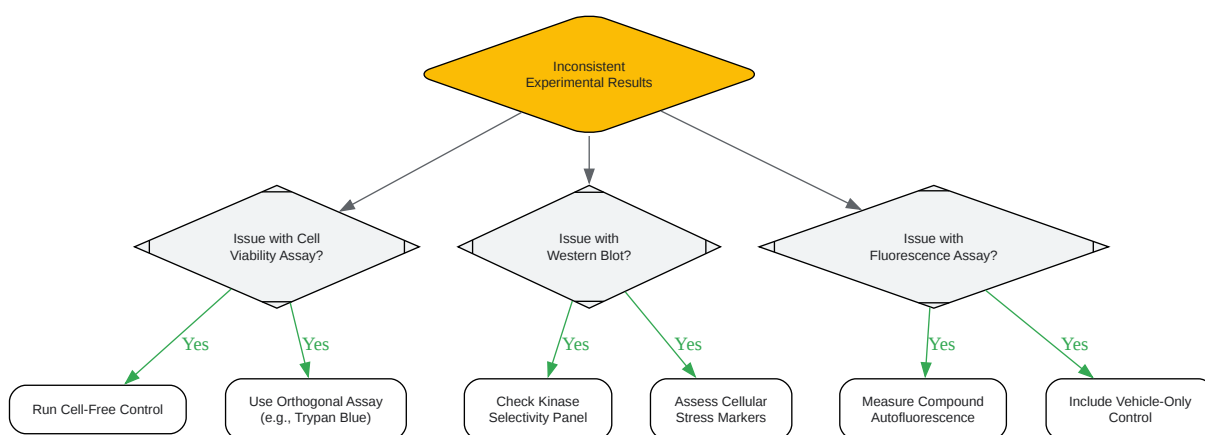 Inconsistent
Experimental Results
Issue with Cell
Viability Assay?
Issue with
Western Blot?
Issue with
Fluorescence Assay?
Yes
Yes
Yes
Yes
Yes
Yes
Run Cell-Free Control
Use Orthogonal Assay
(e.g., Trypan Blue)
Check Kinase
Selectivity Panel
Assess Cellular
Stress Markers
Measure Compound
Autofluorescence
Include Vehicle-Only
Control